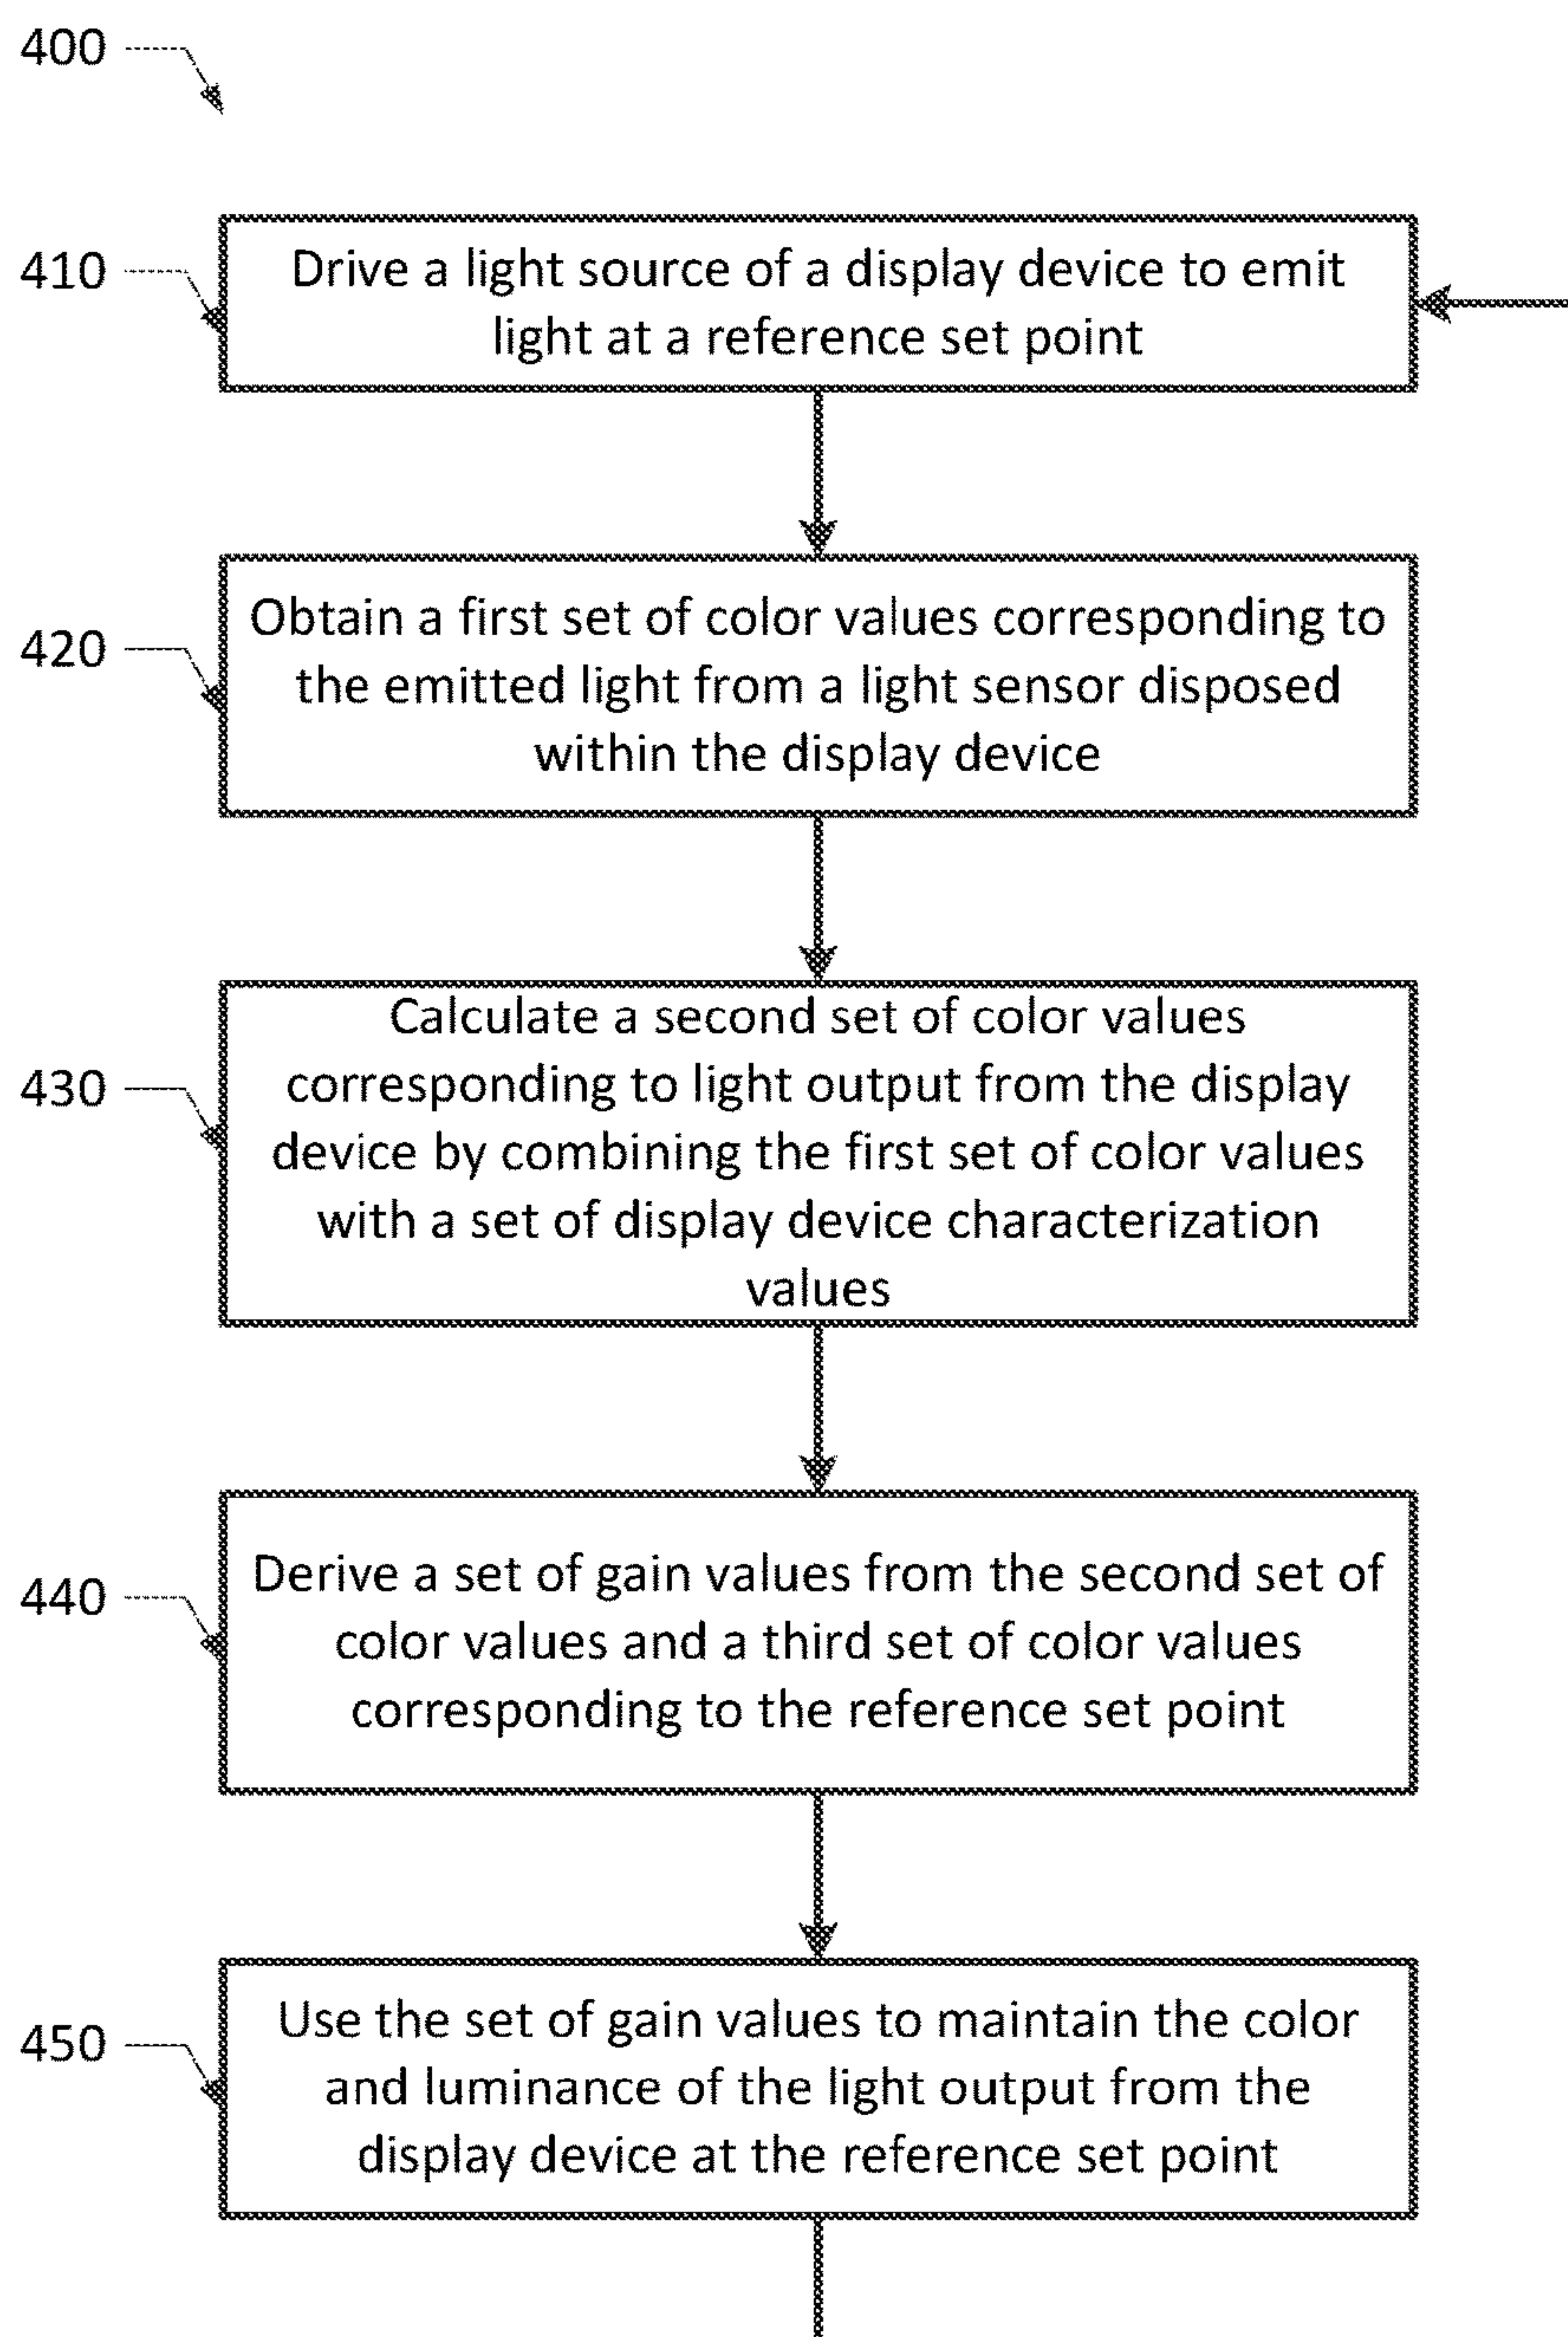 400
410
Drive a light source of a display device to emit
light at a reference set point
420
Obtain a first set of color values corresponding to
the emitted light from a light sensor disposed
within the display device
430
Calculate a second set of color values
corresponding to light output from the display
device by combining the first set of color values
with a set of display device characterization
values
440
Derive a set of gain values from the second set of
color values and a third set of color values
corresponding to the reference set point
450
Use the set of gain values to maintain the color
and luminance of the light output from the
display device at the reference set point